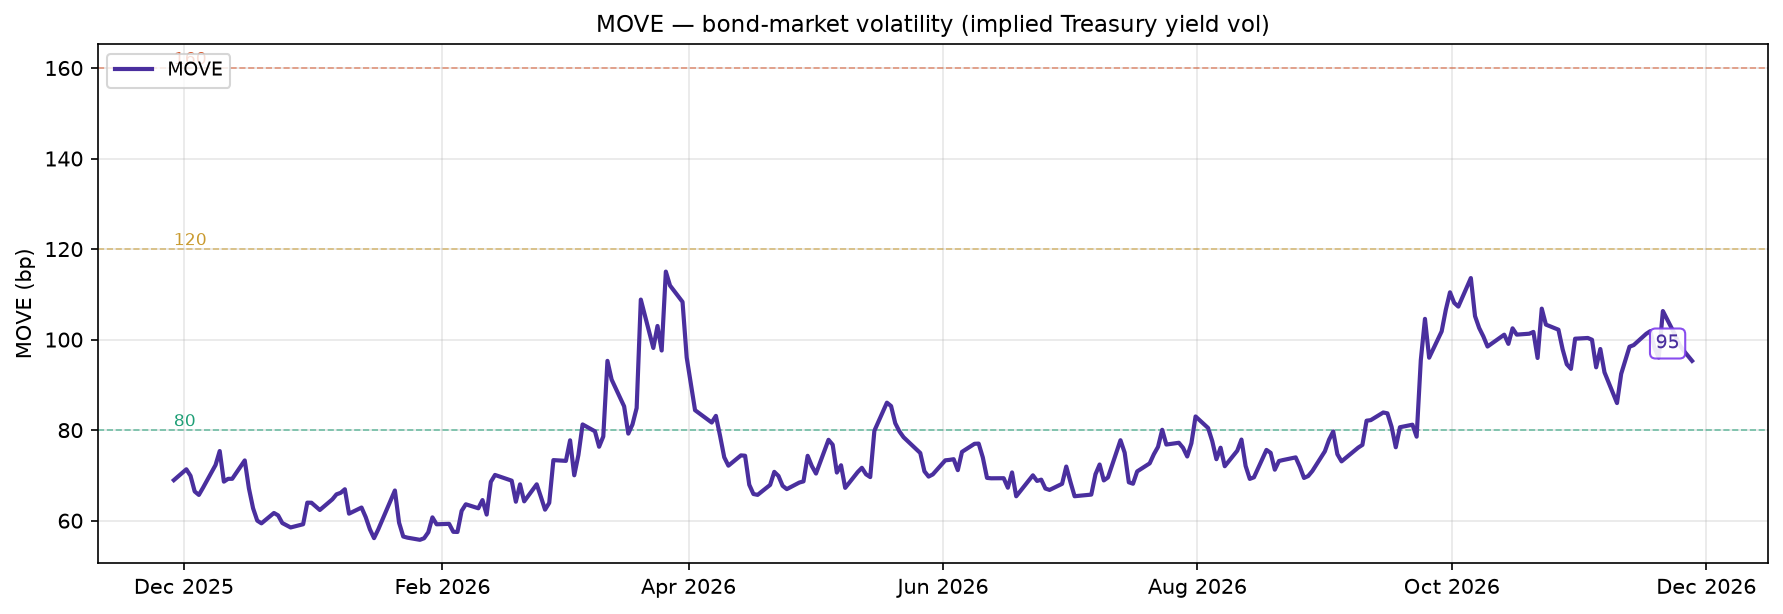 MOVE — bond-market volatility (implied Treasury yield vol)
160
MOVE
160
140
120
120
100
95
80
80
60
MOVE (bp)
Dec 2025
Feb 2026
Apr 2026
Jun 2026
Aug 2026
Oct 2026
Dec 2026